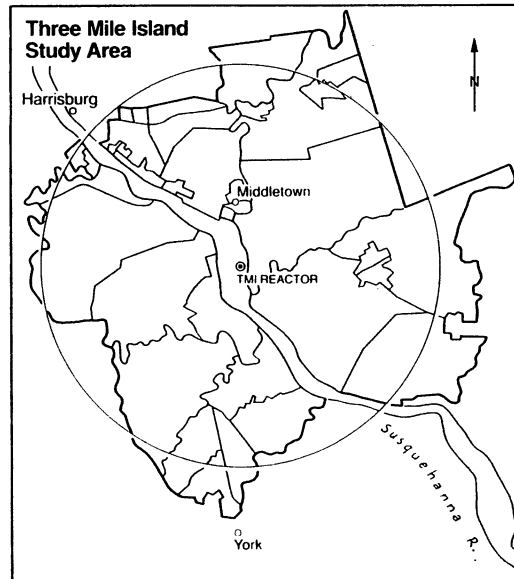 Three Mile Island
Study Area
N
Harrisburg
Middletown
TMI REACTOR
Susquehanna
R.
York